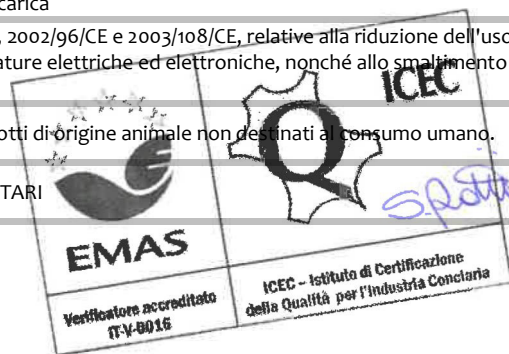 carica
, 2002/96/CE e 2003/108/CE, relative alla riduzione dell'uso
ature elettriche ed elettroniche, nonché allo smaltimento
otti di origine animale non destinati al consumo umano.
TARI
EMAS
Verificatore accreditato
IT-V-0016
ICEC
Q
ICEC – Istituto di Certificazione
della Qualità per l'Industria Conciaria